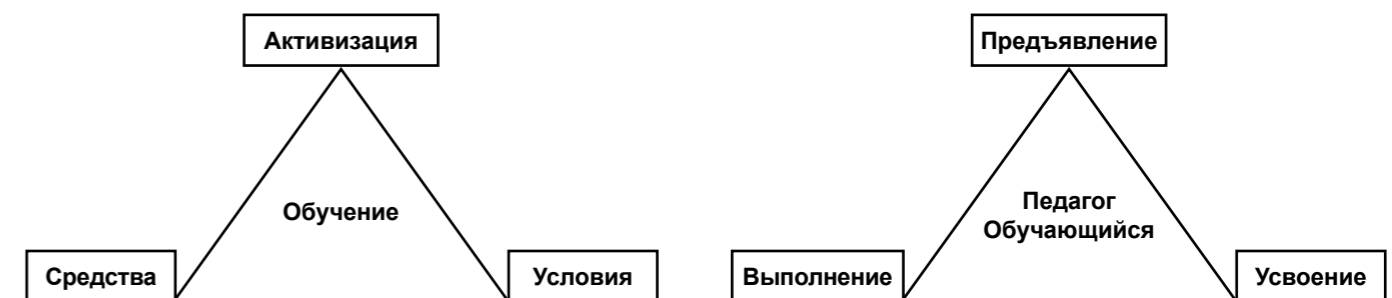 Активизация
Обучение
Средства
Условия
Предъявление
Педагог
Обучающийся
Выполнение
Усвоение